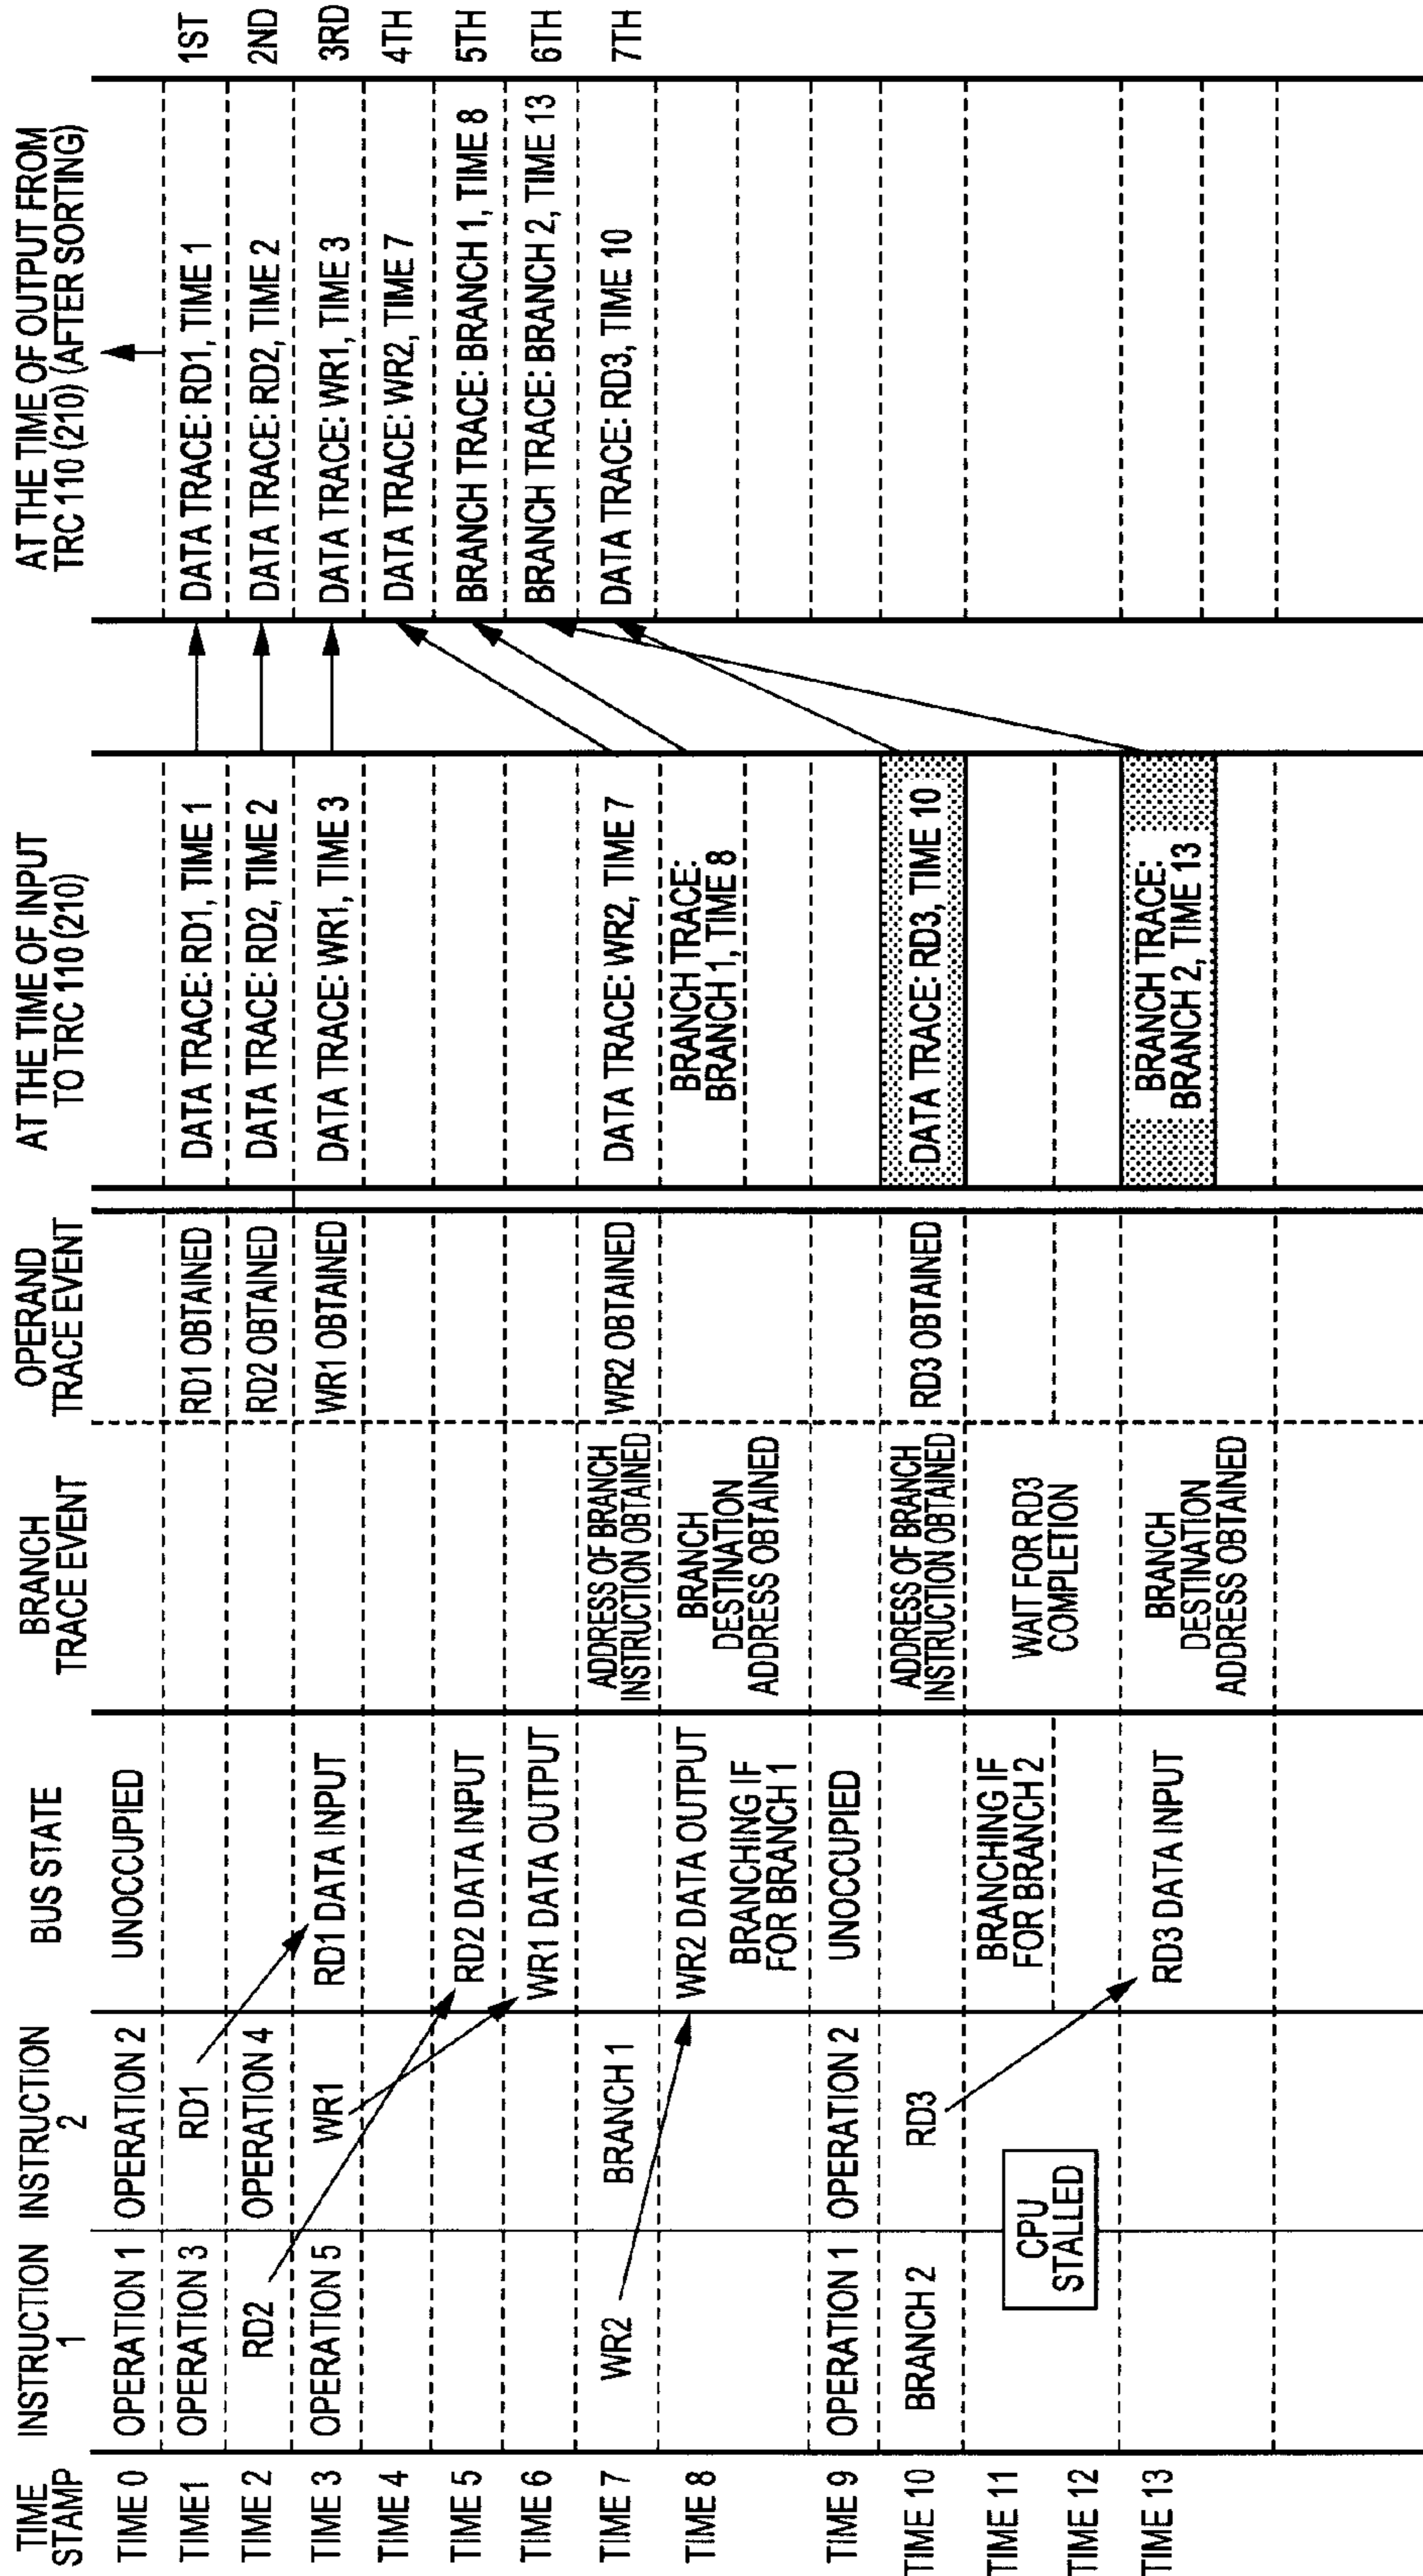 TIME
STAMP
INSTRUCTION
1
INSTRUCTION
2
BUS STATE
BRANCH
TRACE EVENT
OPERAND
TRACE EVENT
AT THE TIME OF INPUT
TO TRC 110 (210)
AT THE TIME OF OUTPUT FROM
TRC 110 (210) (AFTER SORTING)
TIME 0
OPERATION 1
OPERATION 2
UNOCCUPIED
TIME1
OPERATION 3
RD1
RD1 OBTAINED
DATA TRACE: RD1, TIME 1
DATA TRACE: RD1, TIME 1
1ST
TIME 2
RD2
OPERATION 4
RD2 OBTAINED
DATA TRACE: RD2, TIME 2
DATA TRACE: RD2, TIME 2
2ND
TIME 3
OPERATION 5
WR1
RD1 DATA INPUT
WR1 OBTAINED
DATA TRACE: WR1, TIME 3
DATA TRACE: WR1, TIME 3
3RD
TIME 4
DATA TRACE: WR2, TIME 7
4TH
TIME 5
RD2 DATA INPUT
BRANCH TRACE: BRANCH 1, TIME 8
5TH
TIME 6
WR1 DATA OUTPUT
BRANCH TRACE: BRANCH 2, TIME 13
6TH
TIME 7
WR2
BRANCH 1
ADDRESS OF BRANCH
INSTRUCTION OBTAINED
WR2 OBTAINED
DATA TRACE: WR2, TIME 7
DATA TRACE: RD3, TIME 10
7TH
TIME 8
WR2 DATA OUTPUT
BRANCHING IF
FOR BRANCH 1
BRANCH
DESTINATION
ADDRESS OBTAINED
BRANCH TRACE:
BRANCH 1, TIME 8
TIME 9
OPERATION 1
OPERATION 2
UNOCCUPIED
TIME 10
BRANCH 2
RD3
ADDRESS OF BRANCH
INSTRUCTION OBTAINED
RD3 OBTAINED
DATA TRACE: RD3, TIME 10
TIME 11
CPU
STALLED
BRANCHING IF
FOR BRANCH 2
WAIT FOR RD3
COMPLETION
TIME 12
TIME 13
RD3 DATA INPUT
BRANCH
DESTINATION
ADDRESS OBTAINED
BRANCH TRACE:
BRANCH 2, TIME 13